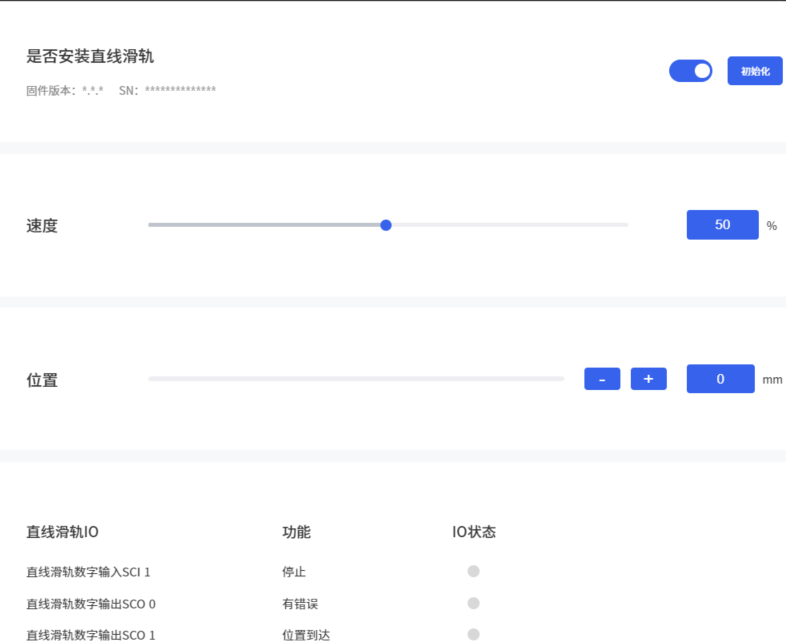 是否安装直线滑轨
固件版本: *.*.* SN: **************
初始化
速度 50 %
位置 - + 0 mm
直线滑轨IO 功能 IO状态
直线滑轨数字输入SCI 1 停止
直线滑轨数字输出SCO 0 有错误
直线滑轨数字输出SCO 1 位置到达